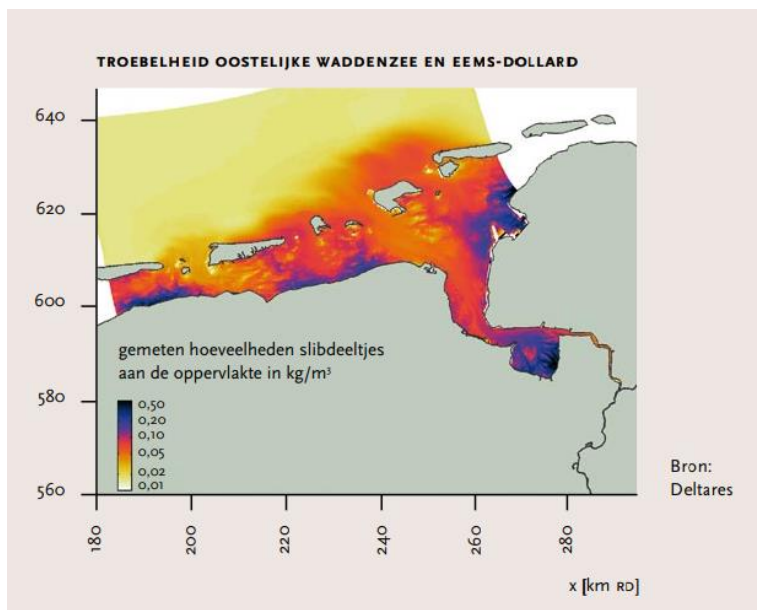 TROEBELHEID OOSTELIJKE WADDENZEE EN EEMS-DOLLARD
640
620
600
580
560
gemeten hoeveelheden slibdeeltjes
aan de oppervlakte in kg/m³
0,50
0,20
0,10
0,05
0,02
0,01
180
200
220
240
260
280
x [km RD]
Bron:
Deltares